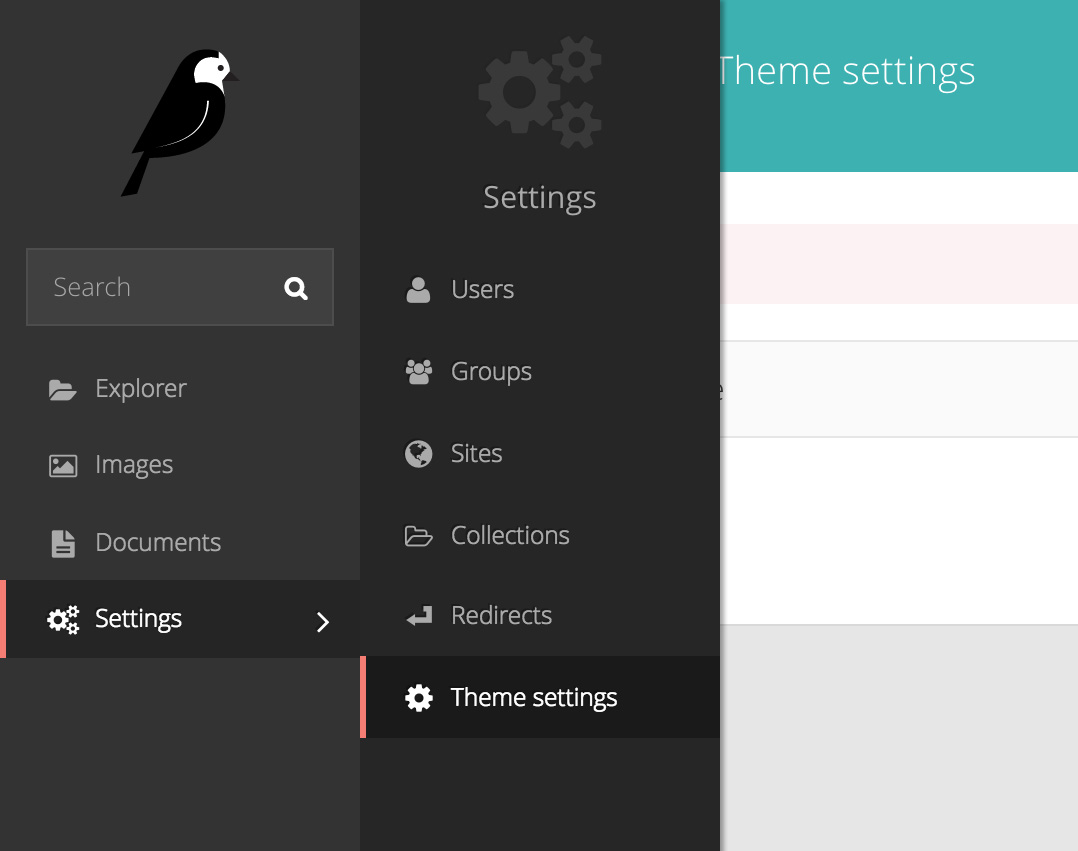 Search
Explorer
Images
Documents
Settings
Settings
Users
Groups
Sites
Collections
Redirects
Theme settings
Theme settings